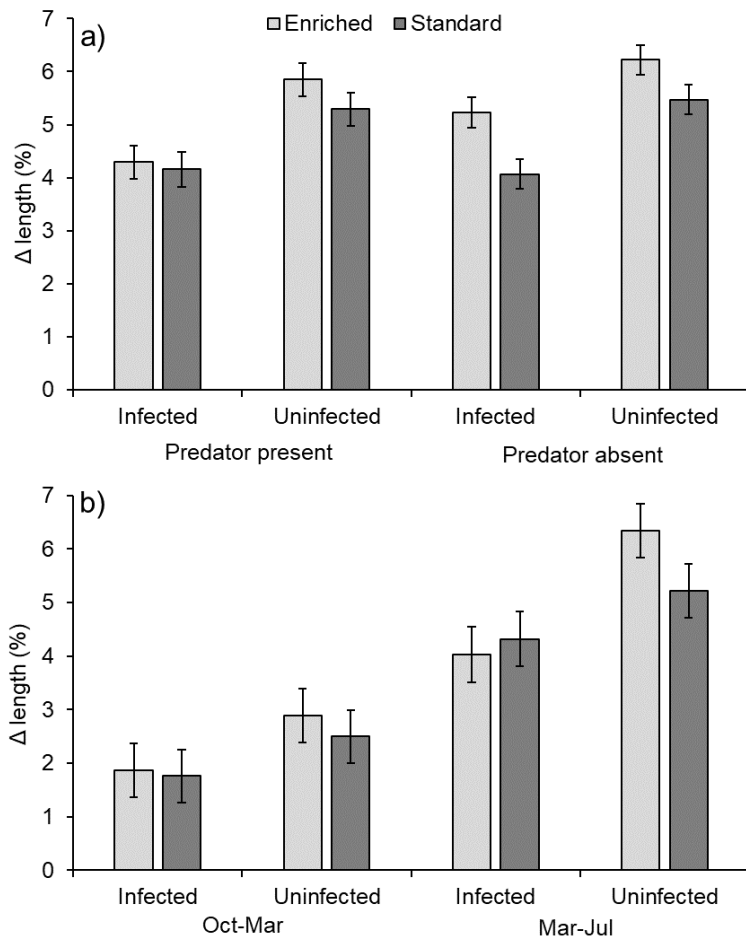 a)
Enriched Standard
7
6
5
4
3
2
1
0
Δ length (%)
Infected Uninfected Infected Uninfected
Predator present Predator absent
b)
7
6
5
4
3
2
1
0
Δ length (%)
Infected Uninfected Infected Uninfected
Oct-Mar Mar-Jul